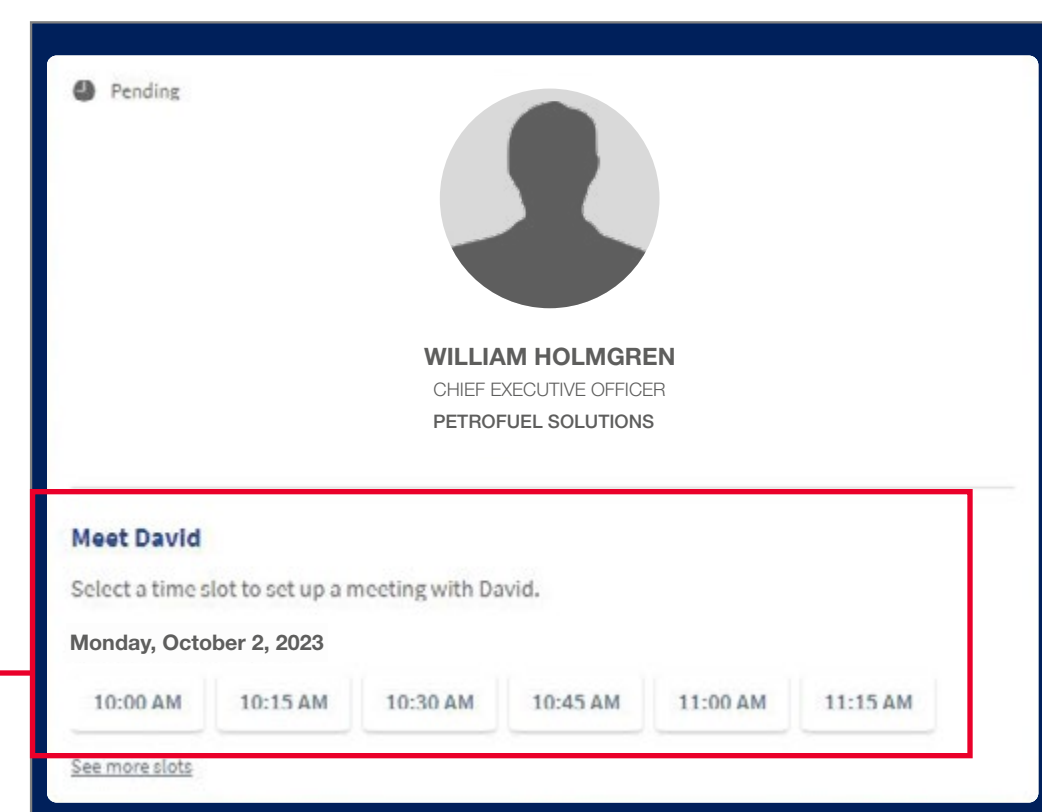 Pending
WILLIAM HOLMGREN
CHIEF EXECUTIVE OFFICER
PETROFUEL SOLUTIONS
Meet David
Select a time slot to set up a meeting with David.
Monday, October 2, 2023
10:00 AM 10:15 AM 10:30 AM 10:45 AM 11:00 AM 11:15 AM
See more slots